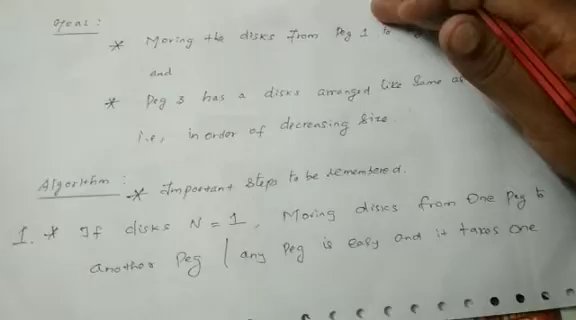 Goal :
* Moving the disks from Peg 1 to
and
* Peg 3 has a disks arranged like Same as
i.e, in order of decreasing Size.
Algorithm : * Important Steps to be remembered.
1. * If disks N = 1, Moving discs from One Peg to
another Peg / any Peg is easy and it takes one